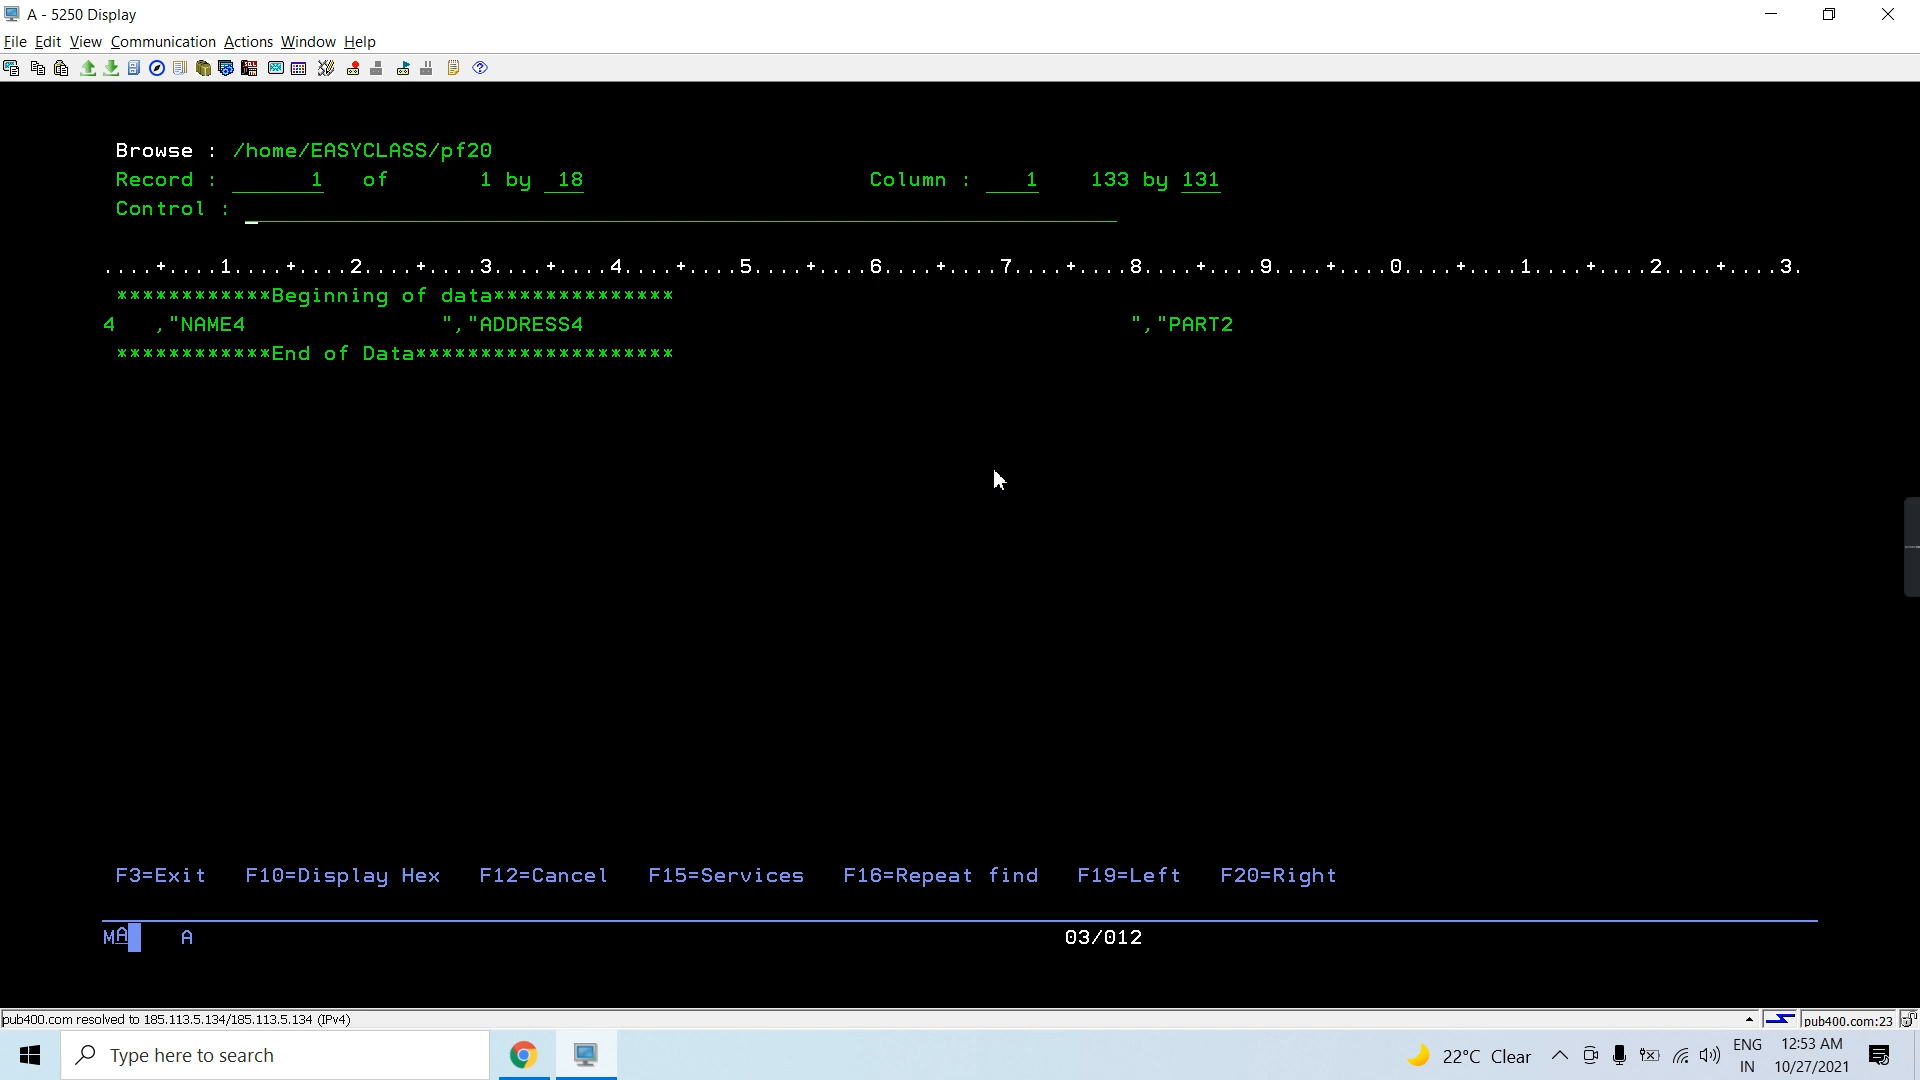 A - 5250 Display
File Edit View Communication Actions Window Help
Browse : /home/EASYCLASS/pf20
Record : 1 of 1 by 18 Column : 1 133 by 131
Control :
....+....1....+....2....+....3....+....4....+....5....+....6....+....7....+....8....+....9....+....0....+....1....+....2....+....3.
************Beginning of data**************
4 ,"NAME4 ","ADDRESS4 ","PART2
************End of Data********************
F3=Exit F10=Display Hex F12=Cancel F15=Services F16=Repeat find F19=Left F20=Right
MA A 03/012
pub400.com resolved to 185.113.5.134/185.113.5.134 (IPv4) pub400.com:23
Type here to search 22°C Clear ENG IN 12:53 AM 10/27/2021